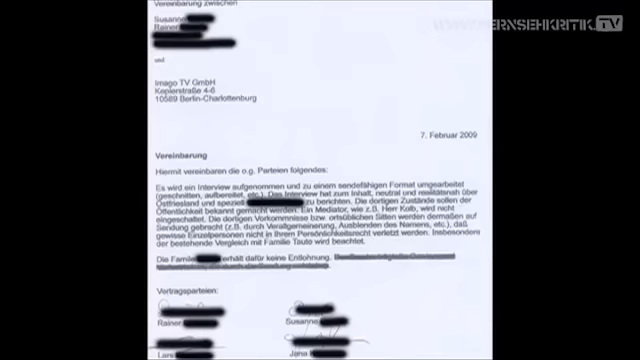 Vereinbarung zwischen
WWW.FERNSEHKRITIK.TV
Susanne
Rainer
und
Imago TV GmbH
Keplerstraße 4-6
10589 Berlin-Charlottenburg
7. Februar 2009
Vereinbarung
Hiermit vereinbaren die o.g. Parteien folgendes:
Es wird ein Interview aufgenommen und zu einem sendefähigen Format umgearbeitet
(geschnitten, aufbereitet, etc.). Das Interview hat zum Inhalt, neutral und realitätsnah über
Ostfriesland und speziell zu berichten. Die dortigen Zustände sollen der
Öffentlichkeit bekannt gemacht werden. Ein Mediator, wie z.B. Herr Kolb, wird nicht
eingeschaltet. Die dortigen Vorkommnisse bzw. ortsüblichen Sitten werden dermaßen auf
Sendung gebracht (z.B. durch Verallgemeinerung, Ausblenden des Namens, etc.), daß
gewisse Einzelpersonen nicht in Ihrem Persönlichkeitsrecht verletzt werden. Insbesondere
der bestehende Vergleich mit Familie Taute wird beachtet.
Die Familie erhält dafür keine Entlohnung.
Vertragsparteien:
Rainer Susanne
Lars Jana